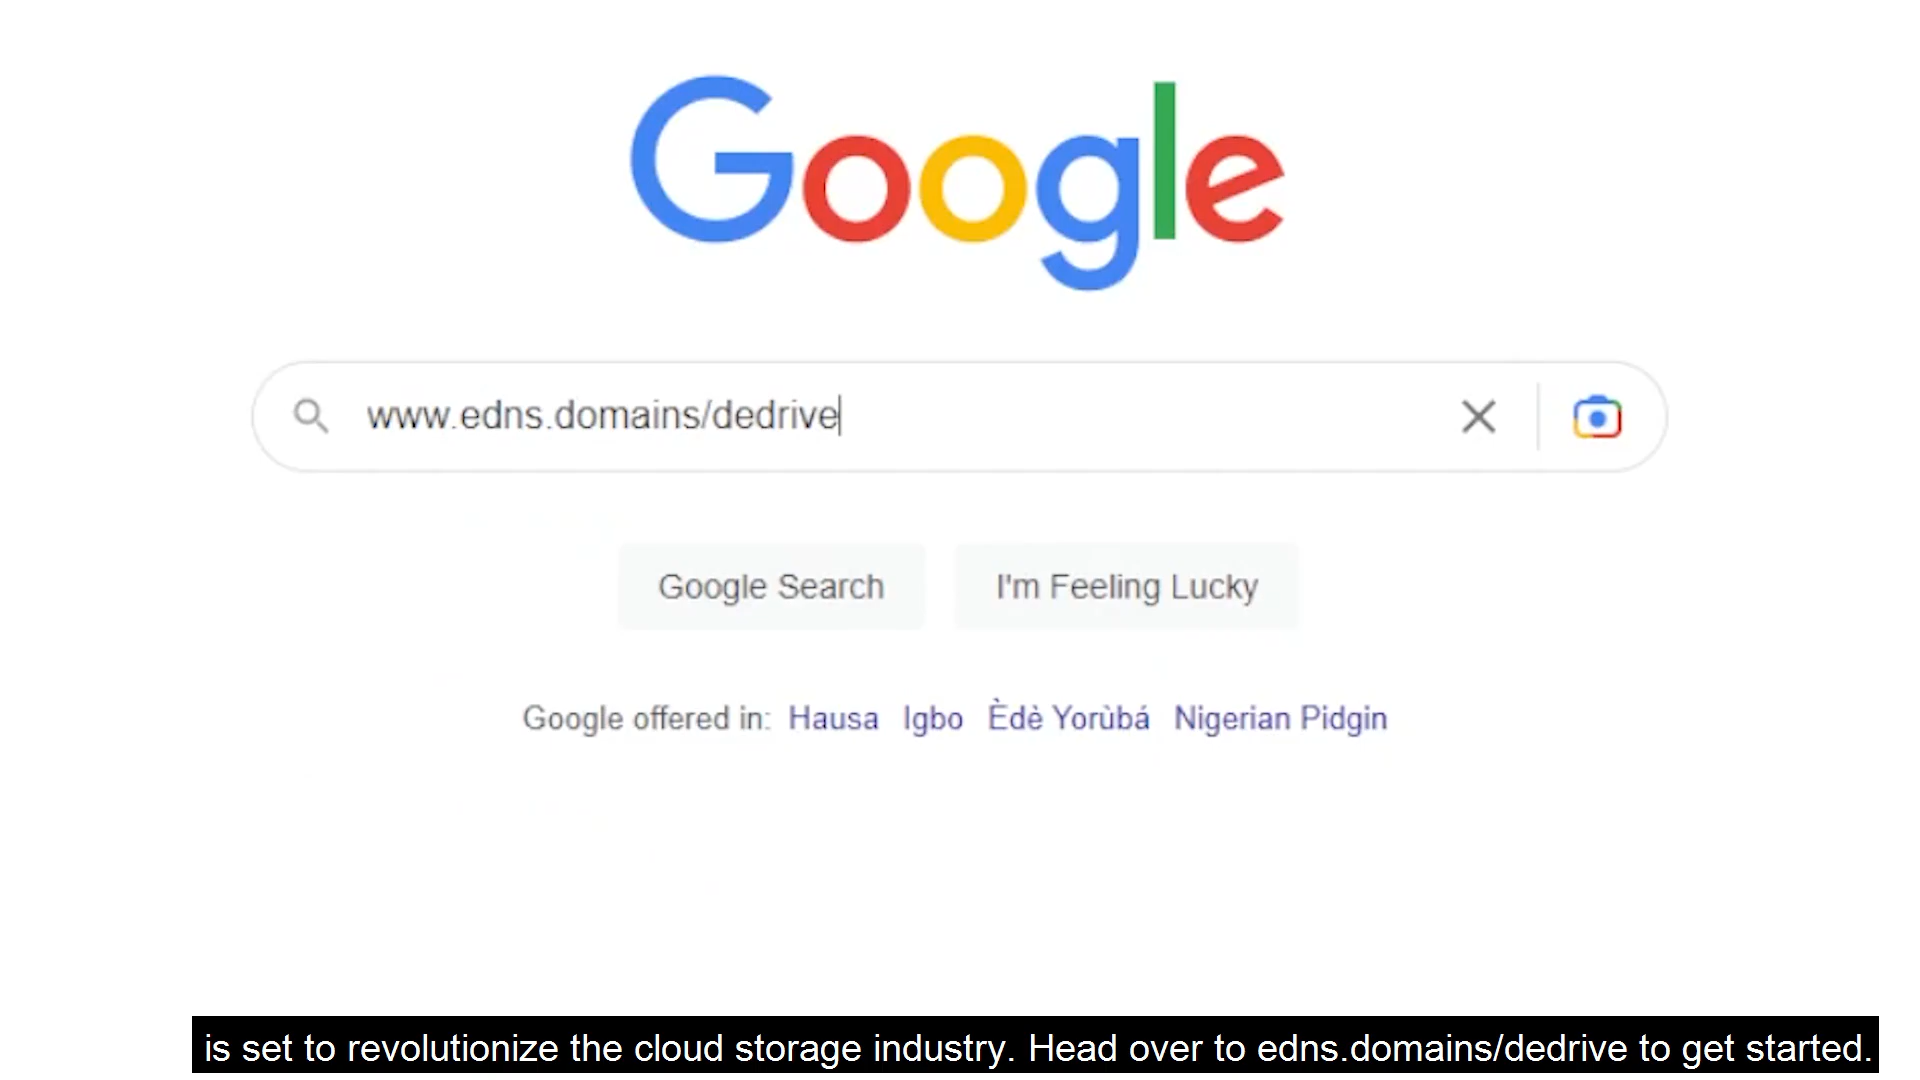 Google
www.edns.domains/dedrive
Google Search I'm Feeling Lucky
Google offered in: Hausa Igbo Èdè Yorùbá Nigerian Pidgin
is set to revolutionize the cloud storage industry. Head over to edns.domains/dedrive to get started.